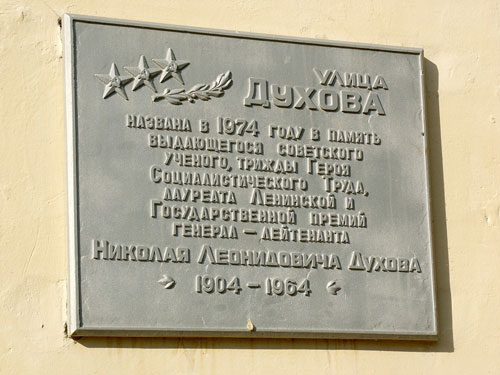 УЛИЦА
ДУХОВА
НАЗВАНА В 1974 ГОДУ В ПАМЯТЬ
ВЫДАЮЩЕГОСЯ СОВЕТСКОГО
УЧЕНОГО, ТРИЖДЫ ГЕРОЯ
СОЦИАЛИСТИЧЕСКОГО ТРУДА,
ЛАУРЕАТА ЛЕНИНСКОЙ И
ГОСУДАРСТВЕННОЙ ПРЕМИЙ
ГЕНЕРАЛ – ЛЕЙТЕНАНТА
НИКОЛАЯ ЛЕОНИДОВИЧА ДУХОВА
1904 – 1964